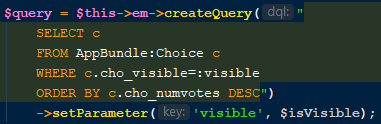 $query = $this->em->createQuery( dql: "
SELECT c
FROM AppBundle:Choice c
WHERE c.cho_visible=:visible
ORDER BY c.cho_numvotes DESC")
->setParameter( key: 'visible', $isVisible);